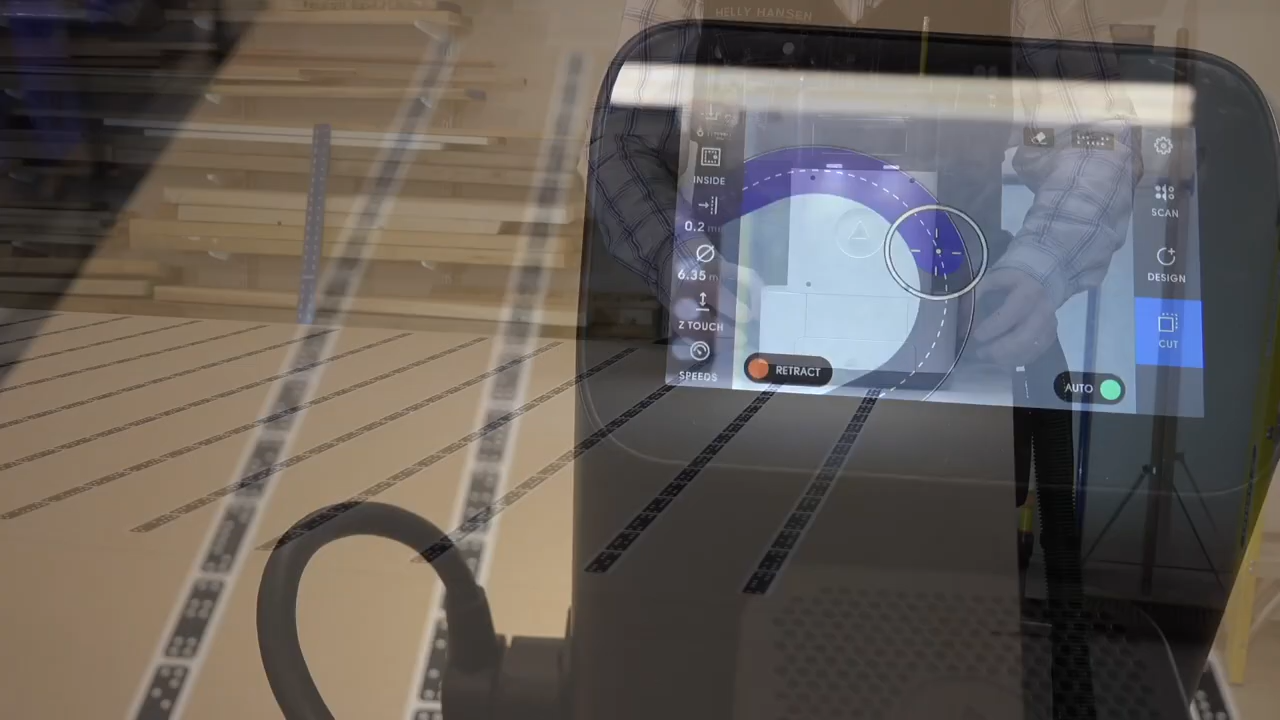 HELLY HANSEN
INSIDE
0.2 m
6.35 m
Z TOUCH
SPEEDS
RETRACT
AUTO
SCAN
DESIGN
CUT